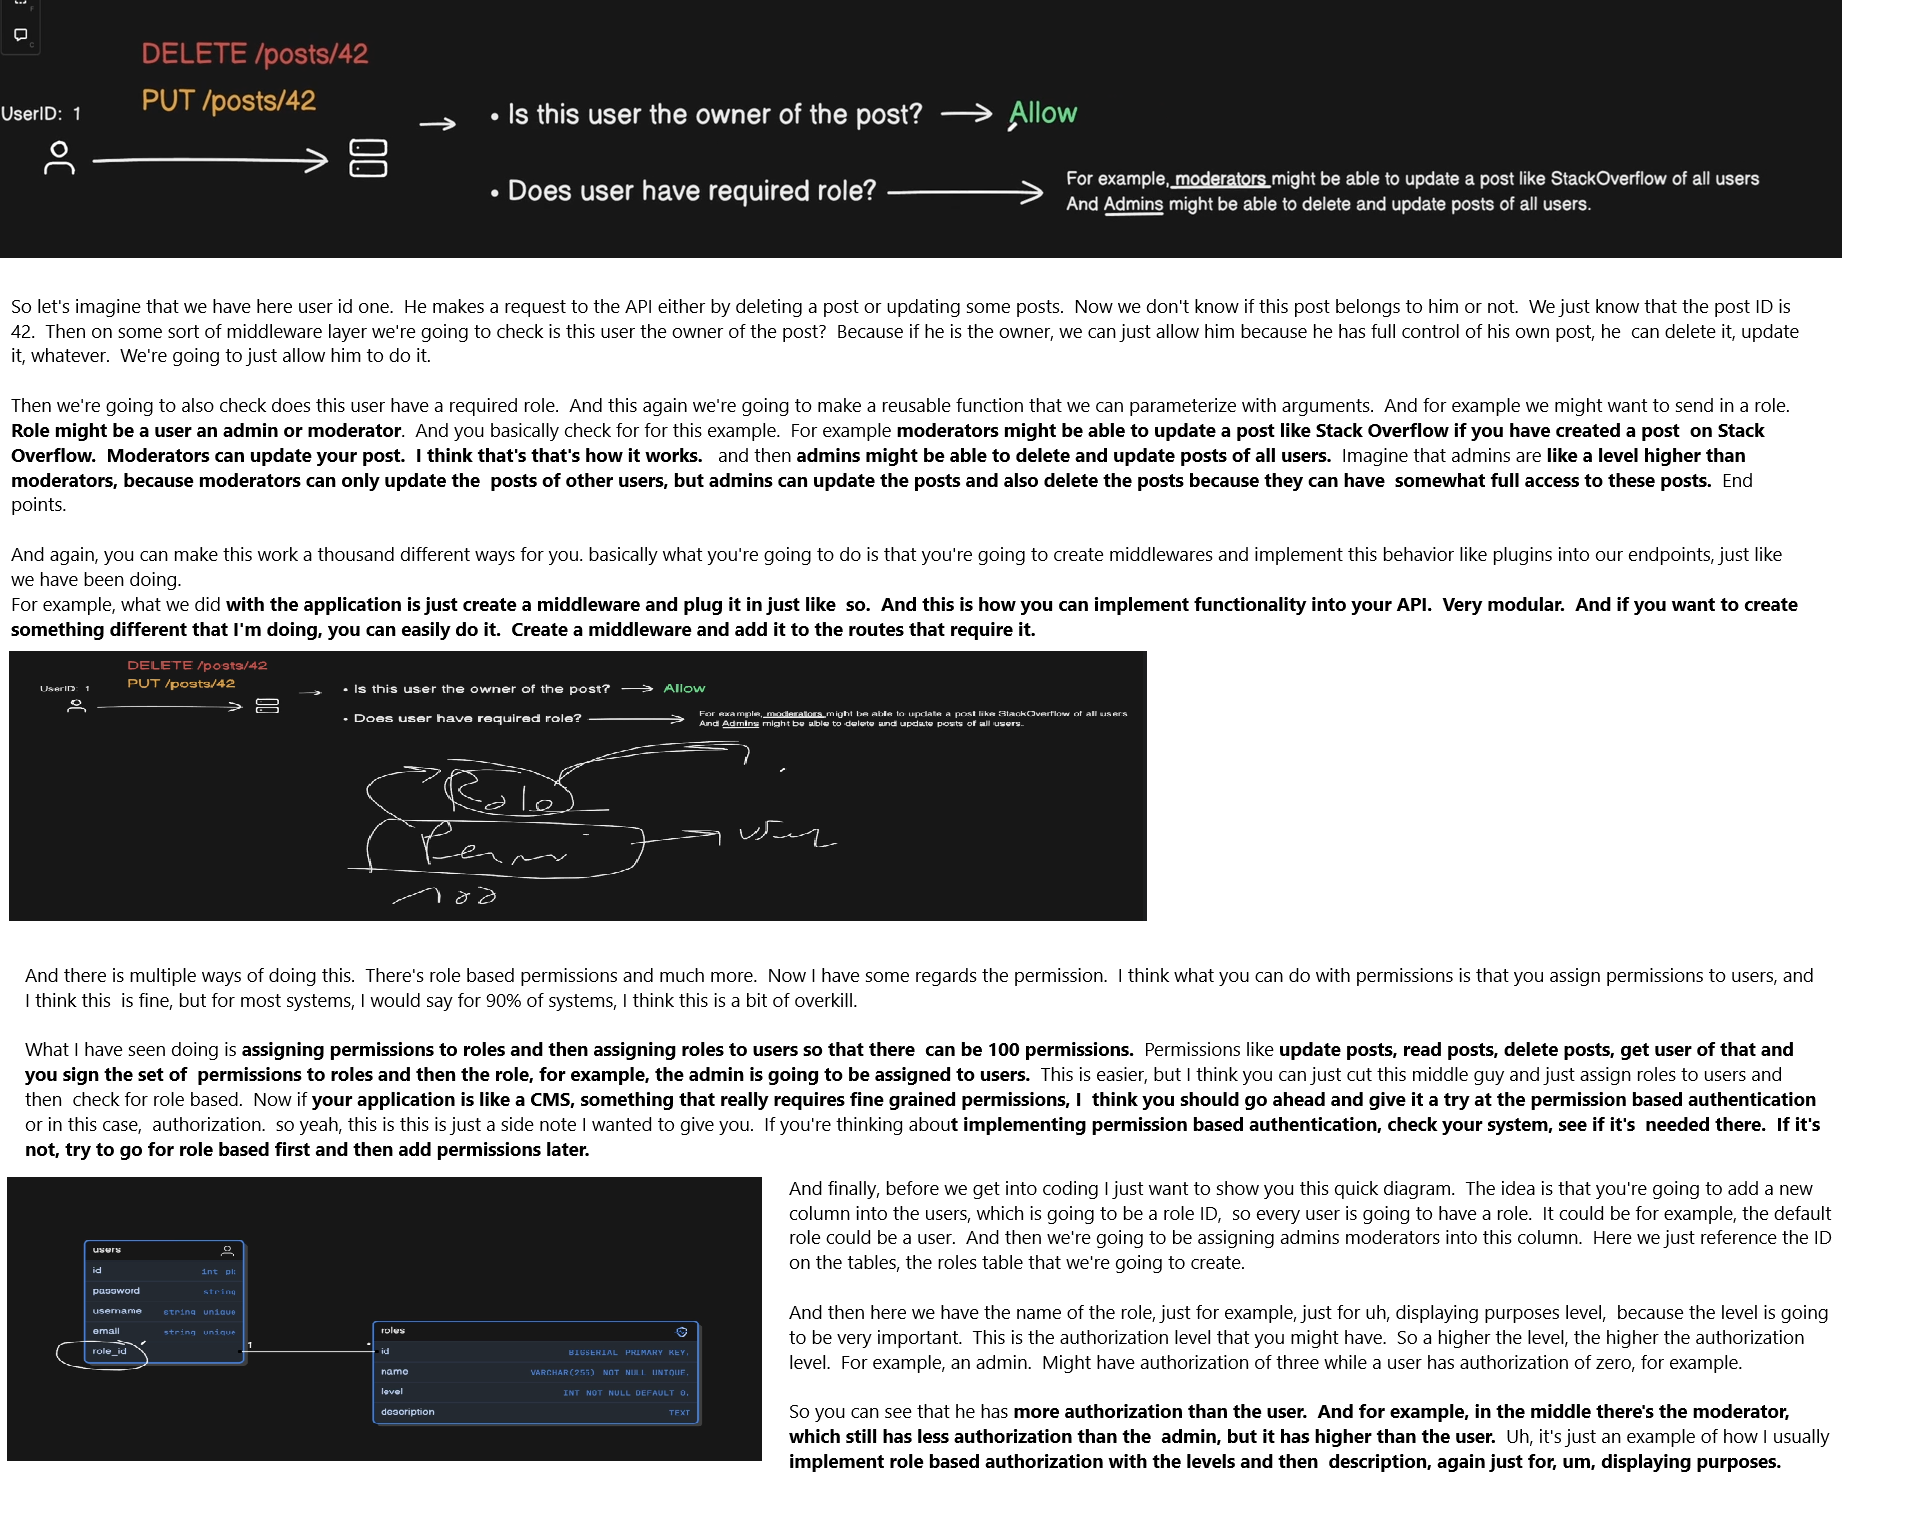 DELETE /posts/42
PUT /posts/42
UserID: 1
• Is this user the owner of the post?
Allow
• Does user have required role?
For example, moderators might be able to update a post like StackOverflow of all users
And Admins might be able to delete and update posts of all users.
So let's imagine that we have here user id one.  He makes a request to the API either by deleting a post or updating some posts.  Now we don't know if this post belongs to him or not.  We just know that the post ID is
42.  Then on some sort of middleware layer we're going to check is this user the owner of the post?  Because if he is the owner, we can just allow him because he has full control of his own post, he  can delete it, update
it, whatever.  We're going to just allow him to do it.
Then we're going to also check does this user have a required role.  And this again we're going to make a reusable function that we can parameterize with arguments.  And for example we might want to send in a role.
Role might be a user an admin or moderator.  And you basically check for for this example.  For example moderators might be able to update a post like Stack Overflow if you have created a post  on Stack
Overflow.  Moderators can update your post.  I think that's that's how it works.   and then admins might be able to delete and update posts of all users.  Imagine that admins are like a level higher than
moderators, because moderators can only update the  posts of other users, but admins can update the posts and also delete the posts because they can have  somewhat full access to these posts.  End
points.
And again, you can make this work a thousand different ways for you. basically what you're going to do is that you're going to create middlewares and implement this behavior like plugins into our endpoints, just like
we have been doing.
For example, what we did with the application is just create a middleware and plug it in just like  so.  And this is how you can implement functionality into your API.  Very modular.  And if you want to create
something different that I'm doing, you can easily do it.  Create a middleware and add it to the routes that require it.
DELETE /posts/42
PUT /posts/42
UserID: 1
• Is this user the owner of the post?
Allow
• Does user have required role?
For example, moderators might be able to update a post like StackOverflow of all users
And Admins might be able to delete and update posts of all users.
Role
Perm
user
100
And there is multiple ways of doing this.  There's role based permissions and much more.  Now I have some regards the permission.  I think what you can do with permissions is that you assign permissions to users, and
I think this  is fine, but for most systems, I would say for 90% of systems, I think this is a bit of overkill.
What I have seen doing is assigning permissions to roles and then assigning roles to users so that there  can be 100 permissions.  Permissions like update posts, read posts, delete posts, get user of that and
you sign the set of  permissions to roles and then the role, for example, the admin is going to be assigned to users.  This is easier, but I think you can just cut this middle guy and just assign roles to users and
then  check for role based.  Now if your application is like a CMS, something that really requires fine grained permissions, I  think you should go ahead and give it a try at the permission based authentication
or in this case,  authorization.  so yeah, this is this is just a side note I wanted to give you.  If you're thinking about implementing permission based authentication, check your system, see if it's  needed there.  If it's
not, try to go for role based first and then add permissions later.
users
id int pk
password string
username string unique
email string unique
role_id
1
roles
id BIGSERIAL PRIMARY KEY,
name VARCHAR(255) NOT NULL UNIQUE,
level INT NOT NULL DEFAULT 0,
description TEXT
And finally, before we get into coding I just want to show you this quick diagram.  The idea is that you're going to add a new
column into the users, which is going to be a role ID,  so every user is going to have a role.  It could be for example, the default
role could be a user.  And then we're going to be assigning admins moderators into this column.  Here we just reference the ID
on the tables, the roles table that we're going to create.
And then here we have the name of the role, just for example, just for uh, displaying purposes level,  because the level is going
to be very important.  This is the authorization level that you might have.  So a higher the level, the higher the authorization
level.  For example, an admin.  Might have authorization of three while a user has authorization of zero, for example.
So you can see that he has more authorization than the user.  And for example, in the middle there's the moderator,
which still has less authorization than the  admin, but it has higher than the user.  Uh, it's just an example of how I usually
implement role based authorization with the levels and then  description, again just for, um, displaying purposes.